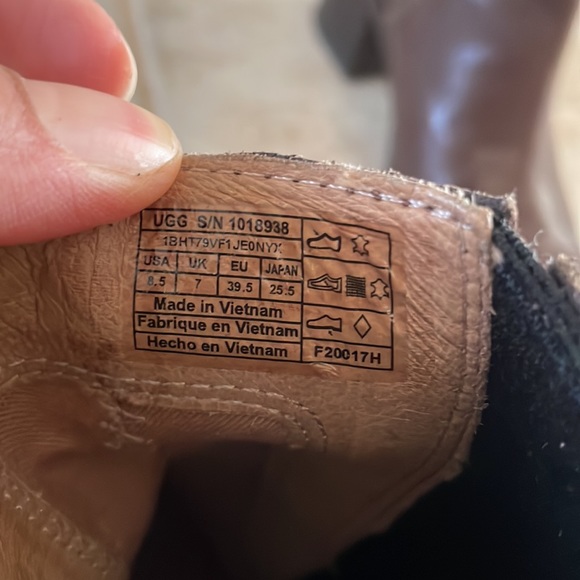 UGG S/N 1018938
1BHT79VF1JE0NYX
USA UK EU JAPAN
8.5 7 39.5 25.5
Made in Vietnam
Fabrique en Vietnam
Hecho en Vietnam
F20017H